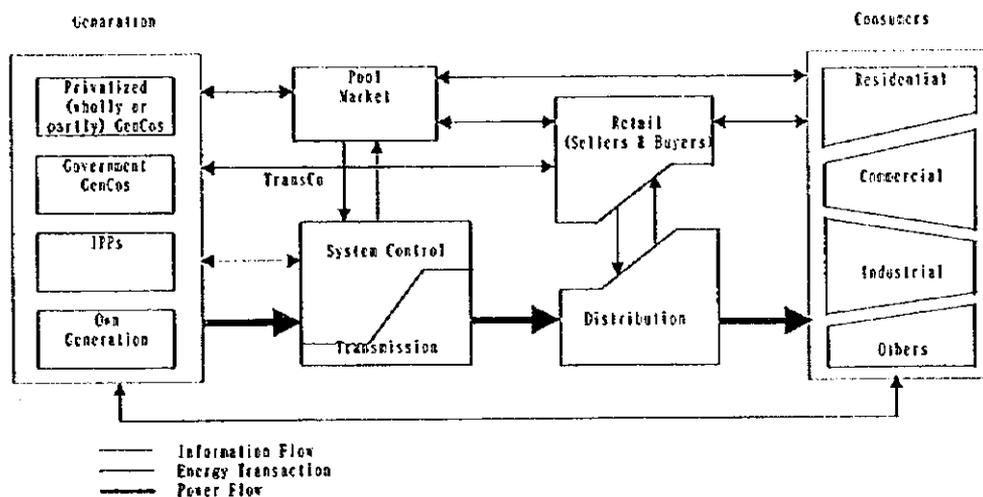 Generation
Consumers
Privatized
(wholly or
partly) GenCos
Government
GenCos
IPPs
Own
Generation
Pool
Market
TransCo
System Control
Transmission
Retail
(Sellers & Buyers)
Distribution
Residential
Commercial
Industrial
Others
Information Flow
Energy Transaction
Power Flow